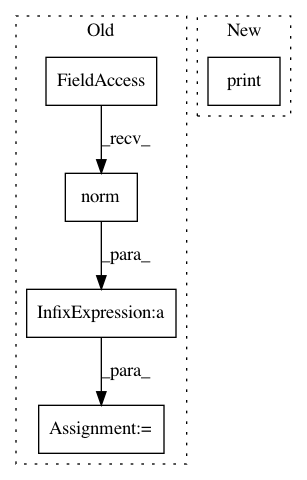 Old
New
FieldAccess
print
_recv_
norm
_para_
InfixExpression:a
_para_
Assignment:=